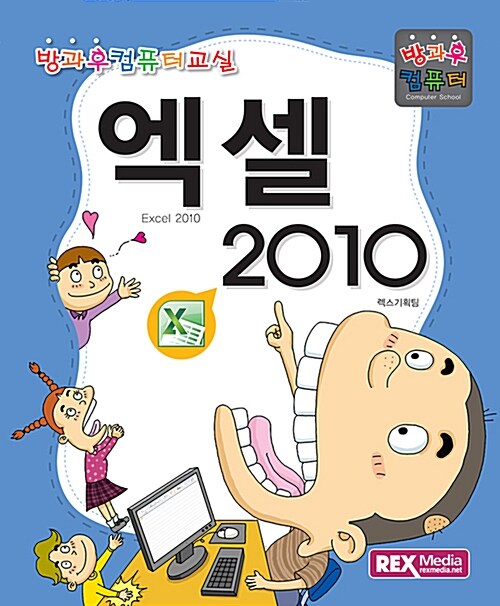 방과후컴퓨터교실
방과후
컴퓨터
Computer School
엑셀
Excel 2010
2010
렉스기획팀
X
REX Media
rexmedia.net